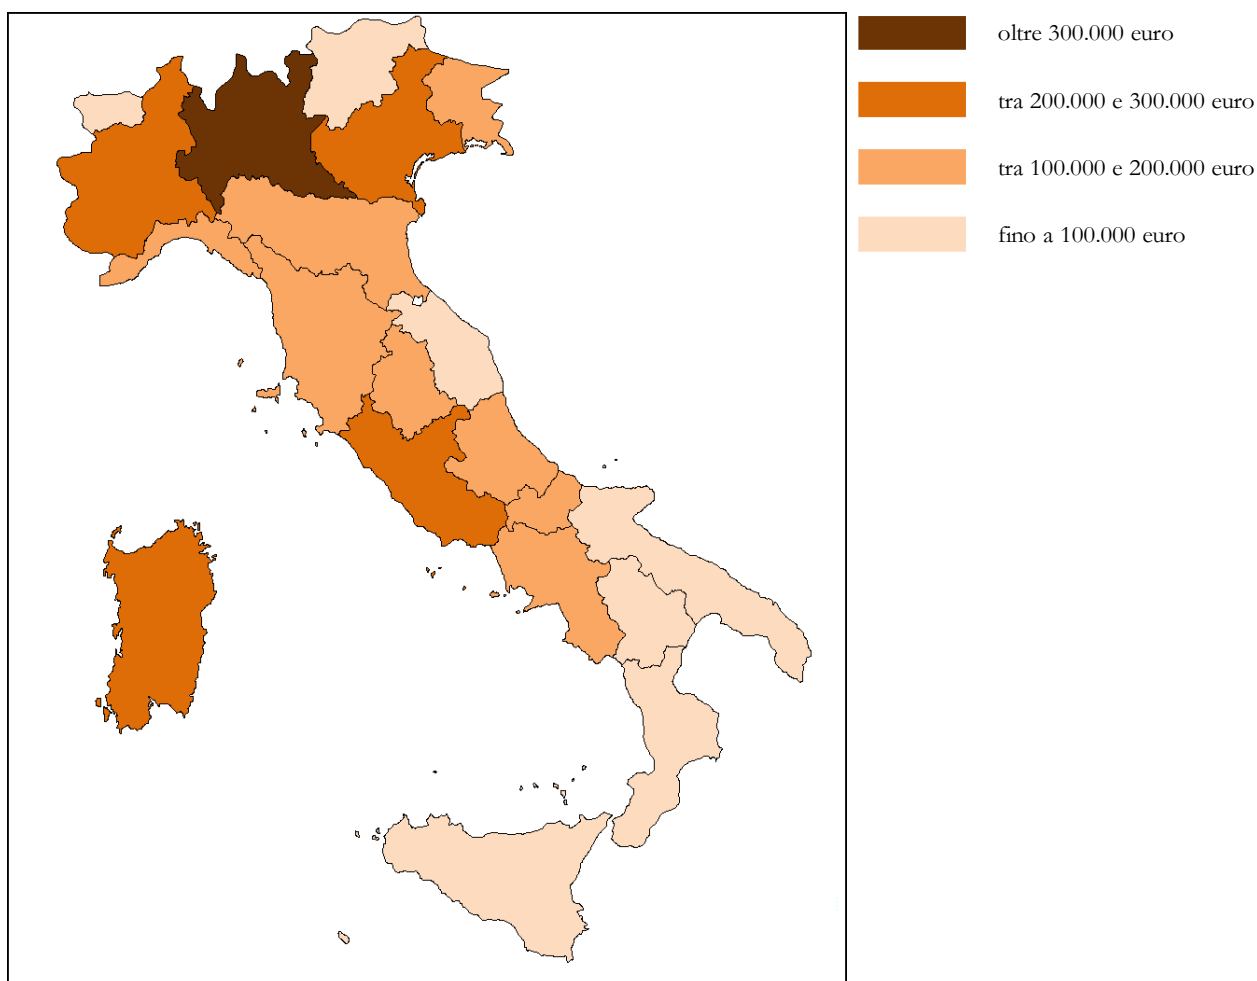 oltre 300.000 euro
tra 200.000 e 300.000 euro
tra 100.000 e 200.000 euro
fino a 100.000 euro